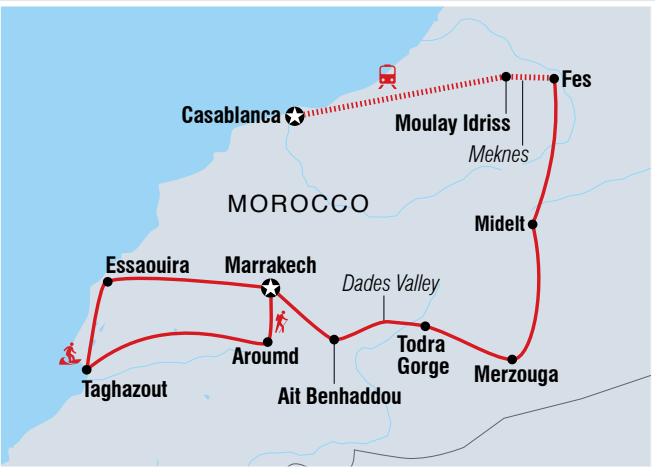 Fes
Casablanca
Moulay Idriss
Meknes
MOROCCO
Midelt
Essaouira
Marrakech
Dades Valley
Aroumd
Todra
Gorge
Merzouga
Taghazout
Ait Benhaddou